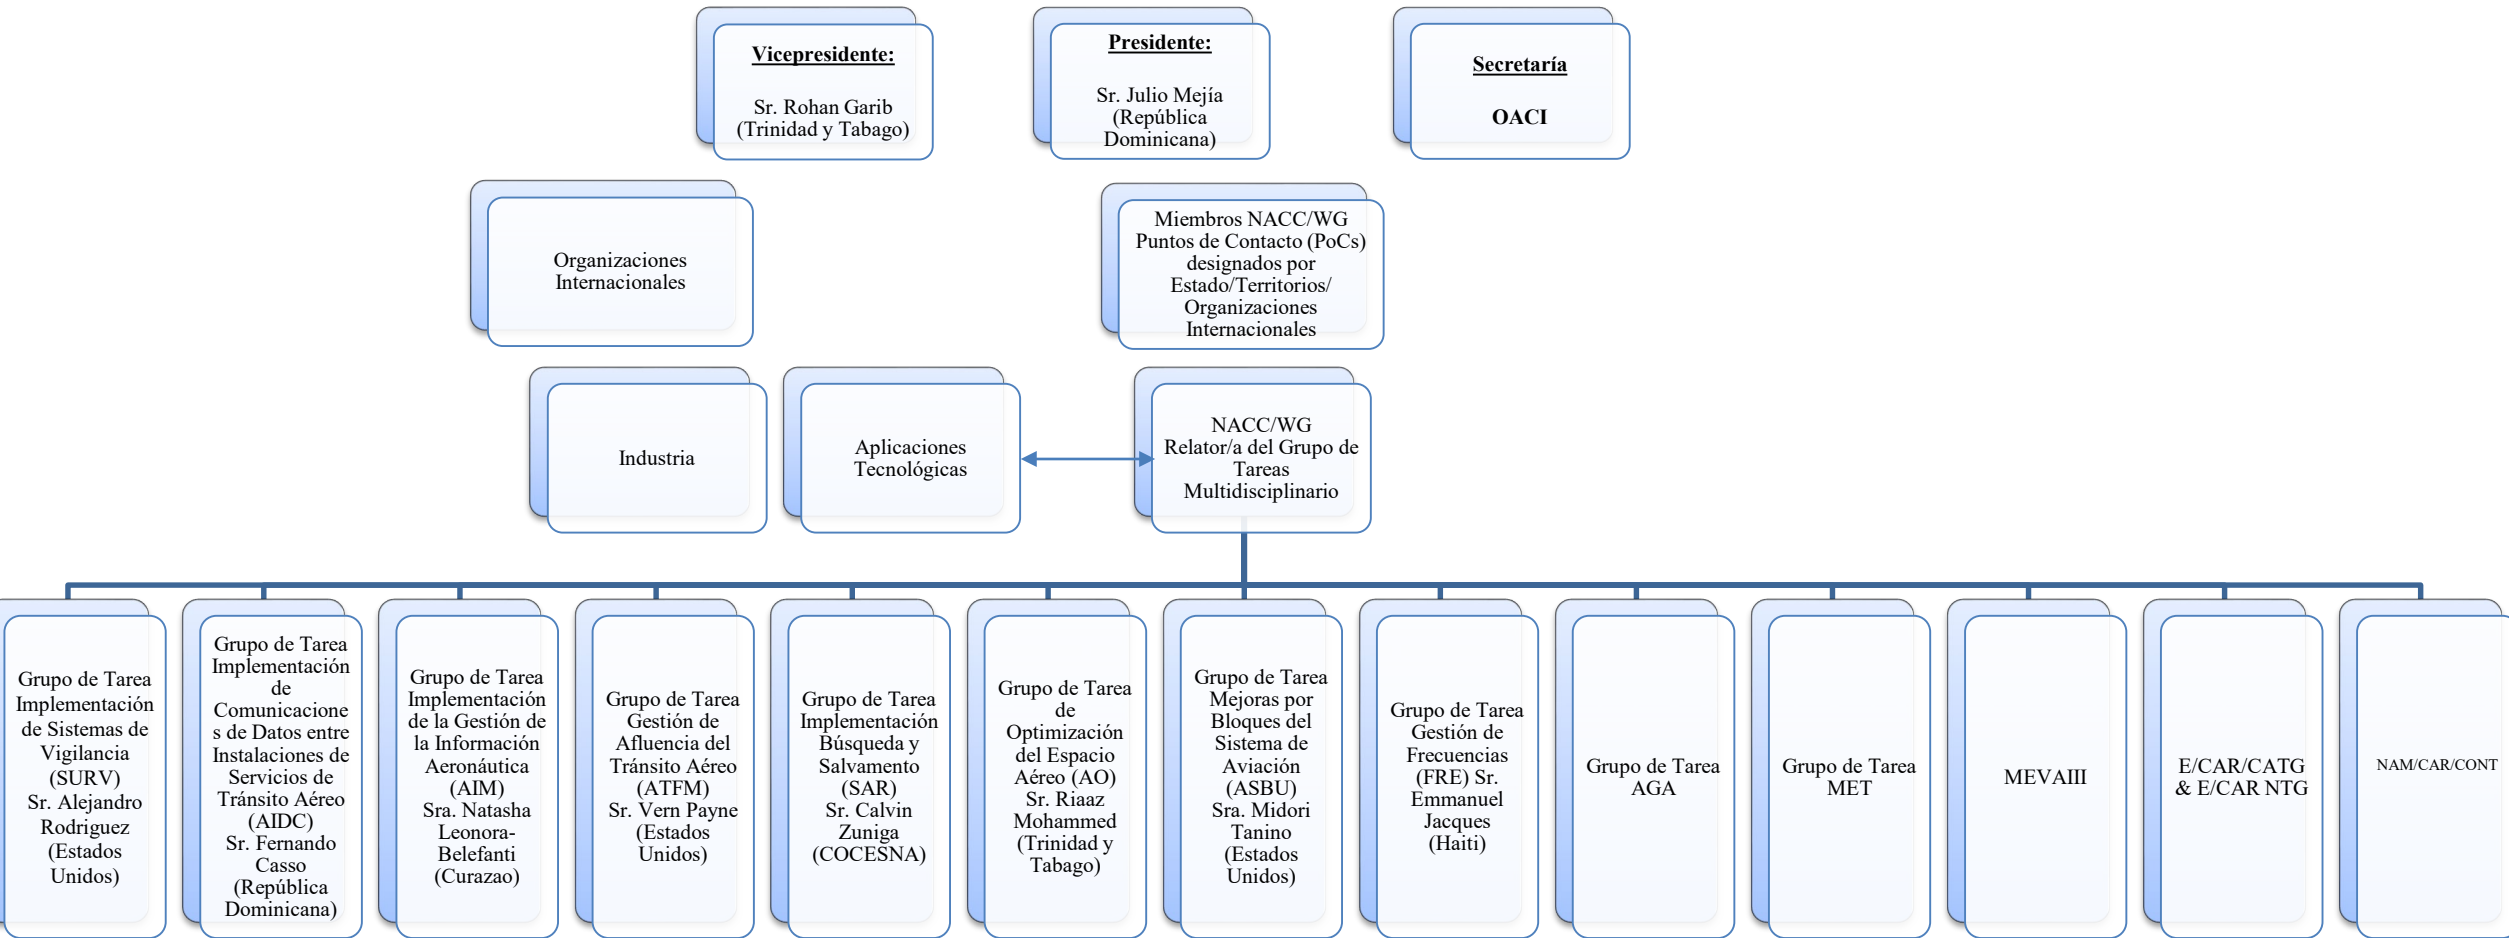 Vicepresidente:
Sr. Rohan Garib
(Trinidad y Tabago)
Presidente:
Sr. Julio Mejía
(República
Dominicana)
Secretaría
OACI
Organizaciones
Internacionales
Miembros NACC/WG
Puntos de Contacto (PoCs)
designados por
Estado/Territorios/
Organizaciones
Internacionales
Industria
Aplicaciones
Tecnológicas
NACC/WG
Relator/a del Grupo de
Tareas
Multidisciplinario
Grupo de Tarea
Implementación
de Sistemas de
Vigilancia
(SURV)
Sr. Alejandro
Rodriguez
(Estados
Unidos)
Grupo de Tarea
Implementación
de
Comunicacione
s de Datos entre
Instalaciones de
Servicios de
Tránsito Aéreo
(AIDC)
Sr. Fernando
Casso
(República
Dominicana)
Grupo de Tarea
Implementación
de la Gestión de
la Información
Aeronáutica
(AIM)
Sra. Natasha
Leonora-
Belefanti
(Curazao)
Grupo de Tarea
Gestión de
Afluencia del
Tránsito Aéreo
(ATFM)
Sr. Vern Payne
(Estados
Unidos)
Grupo de Tarea
Implementación
Búsqueda y
Salvamento
(SAR)
Sr. Calvin
Zuniga
(COCESNA)
Grupo de Tarea
de
Optimización
del Espacio
Aéreo (AO)
Sr. Riaaz
Mohammed
(Trinidad y
Tabago)
Grupo de Tarea
Mejoras por
Bloques del
Sistema de
Aviación
(ASBU)
Sra. Midori
Tanino
(Estados
Unidos)
Grupo de Tarea
Gestión de
Frecuencias
(FRE) Sr.
Emmanuel
Jacques
(Haiti)
Grupo de Tarea
AGA
Grupo de Tarea
MET
MEVAIII
E/CAR/CATG
& E/CAR NTG
NAM/CAR/CONT